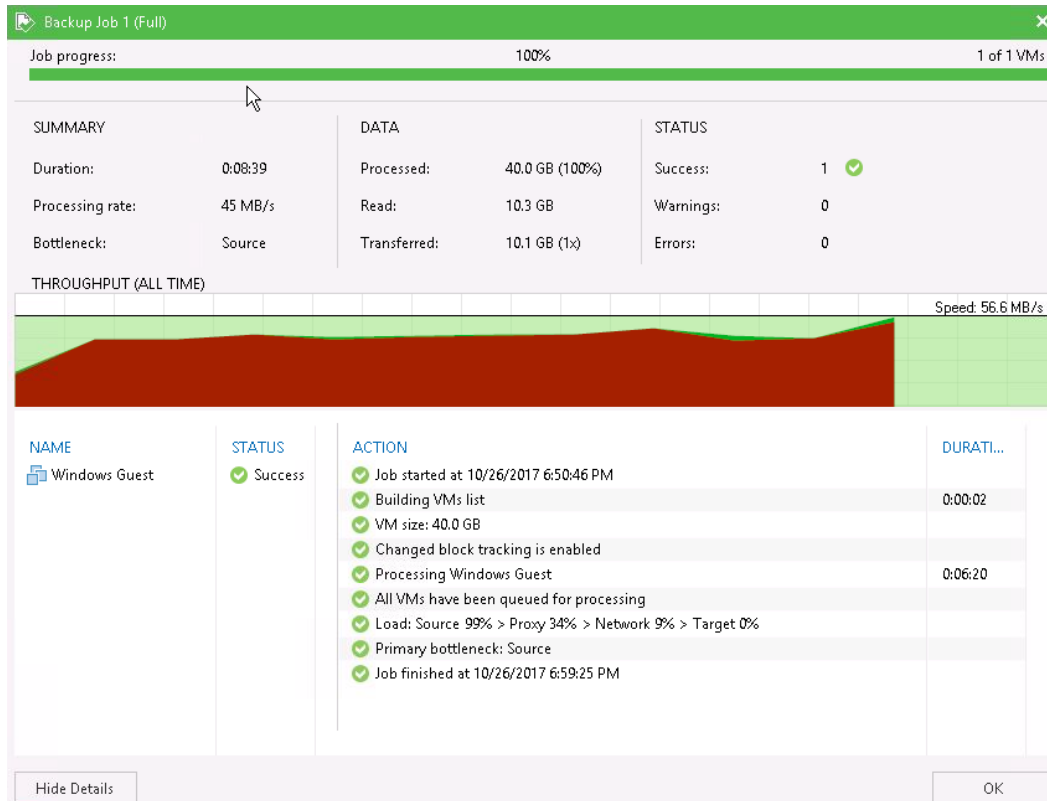 Backup Job 1 (Full)
Job progress: 100% 1 of 1 VMs
SUMMARY DATA STATUS
Duration: 0:08:39 Processed: 40.0 GB (100%) Success: 1
Processing rate: 45 MB/s Read: 10.3 GB Warnings: 0
Bottleneck: Source Transferred: 10.1 GB (1x) Errors: 0
THROUGHPUT (ALL TIME)
Speed: 56.6 MB/s
NAME STATUS ACTION DURATI...
Windows Guest Success Job started at 10/26/2017 6:50:46 PM
Building VMs list 0:00:02
VM size: 40.0 GB
Changed block tracking is enabled
Processing Windows Guest 0:06:20
All VMs have been queued for processing
Load: Source 99% > Proxy 34% > Network 9% > Target 0%
Primary bottleneck: Source
Job finished at 10/26/2017 6:59:25 PM
Hide Details OK